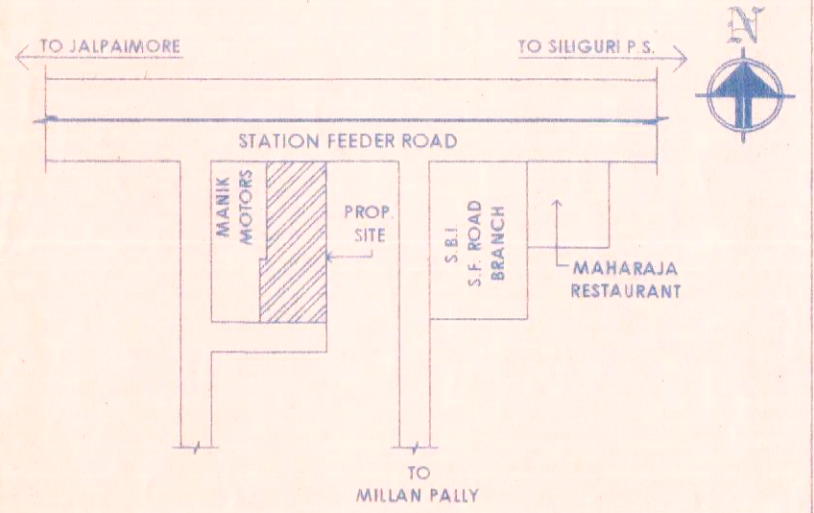 N
TO JALPAIMORE
TO SILIGURI P.S.
STATION FEEDER ROAD
MANIK
MOTORS
PROP.
SITE
S.B.I
S.F. ROAD
BRANCH
MAHARAJA
RESTAURANT
TO
MILLAN PALLY